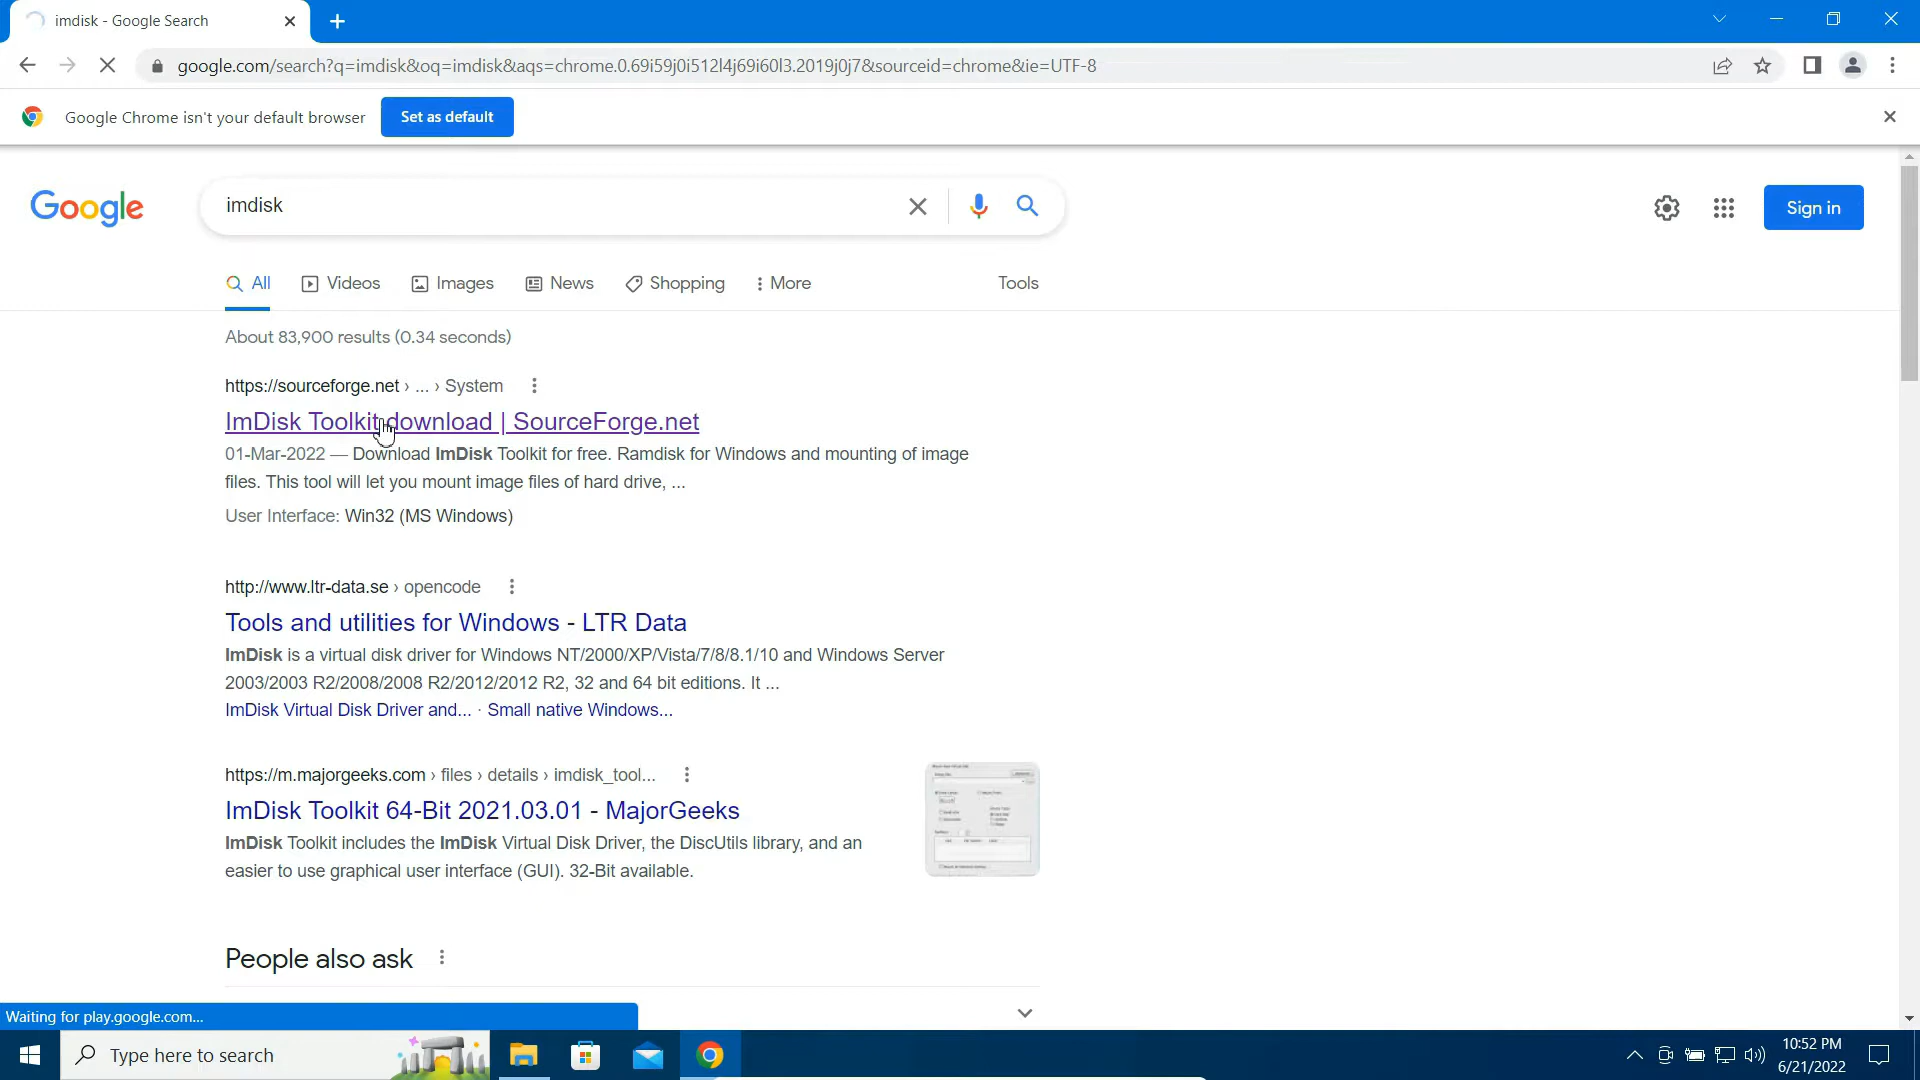 imdisk - Google Search
google.com/search?q=imdisk&oq=imdisk&aqs=chrome.0.69i59j0i512l4j69i60l3.2019j0j7&sourceid=chrome&ie=UTF-8
Google Chrome isn't your default browser Set as default
Google imdisk Sign in
All Videos Images News Shopping More Tools
About 83,900 results (0.34 seconds)
https://sourceforge.net › ... › System
ImDisk Toolkit download | SourceForge.net
01-Mar-2022 — Download ImDisk Toolkit for free. Ramdisk for Windows and mounting of image
files. This tool will let you mount image files of hard drive, ...
User Interface: Win32 (MS Windows)
http://www.ltr-data.se › opencode
Tools and utilities for Windows - LTR Data
ImDisk is a virtual disk driver for Windows NT/2000/XP/Vista/7/8/8.1/10 and Windows Server
2003/2003 R2/2008/2008 R2/2012/2012 R2, 32 and 64 bit editions. It ...
ImDisk Virtual Disk Driver and... · Small native Windows...
https://m.majorgeeks.com › files › details › imdisk_tool...
ImDisk Toolkit 64-Bit 2021.03.01 - MajorGeeks
ImDisk Toolkit includes the ImDisk Virtual Disk Driver, the DiscUtils library, and an
easier to use graphical user interface (GUI). 32-Bit available.
People also ask
Waiting for play.google.com...
Type here to search
10:52 PM
6/21/2022